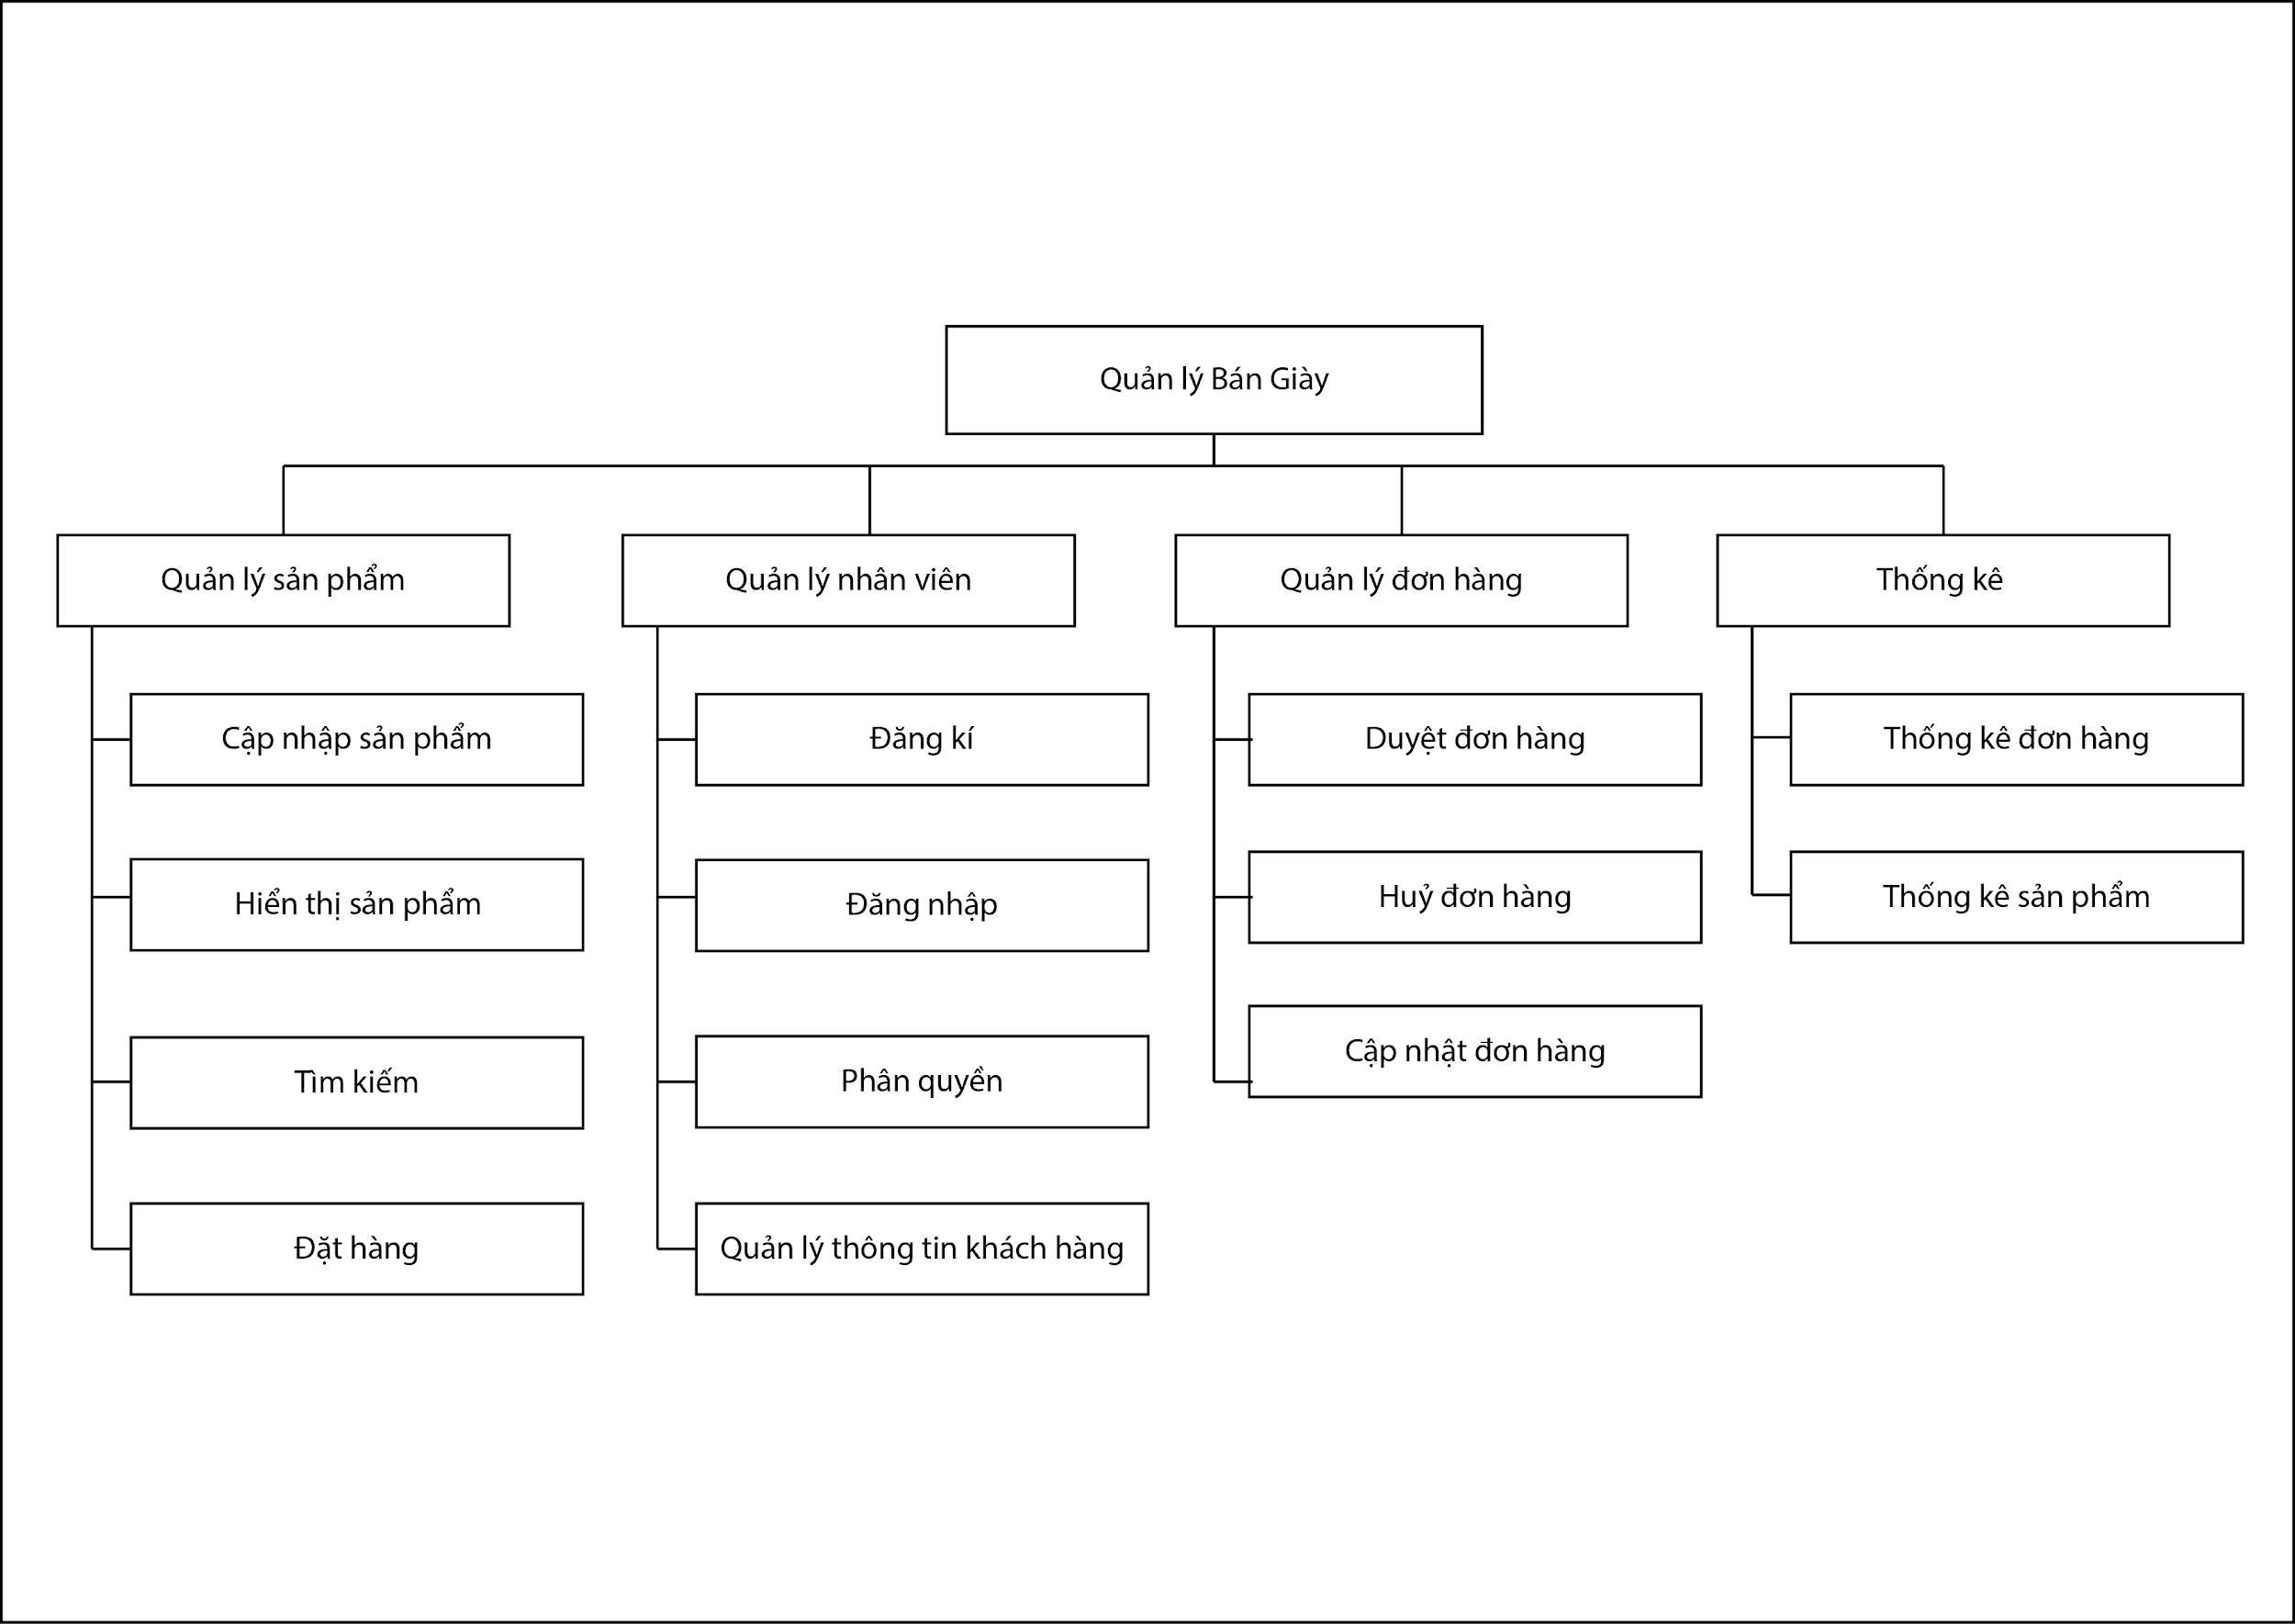 Quản lý Bán Giày
Quản lý sản phẩm
Quản lý nhân viên
Quản lý đơn hàng
Thống kê
Cập nhập sản phẩm
Đăng kí
Duyệt đơn hàng
Thống kê đơn hàng
Hiển thị sản phẩm
Đăng nhập
Huỷ đơn hàng
Thống kê sản phẩm
Tìm kiếm
Phân quyền
Cập nhật đơn hàng
Đặt hàng
Quản lý thông tin khách hàng